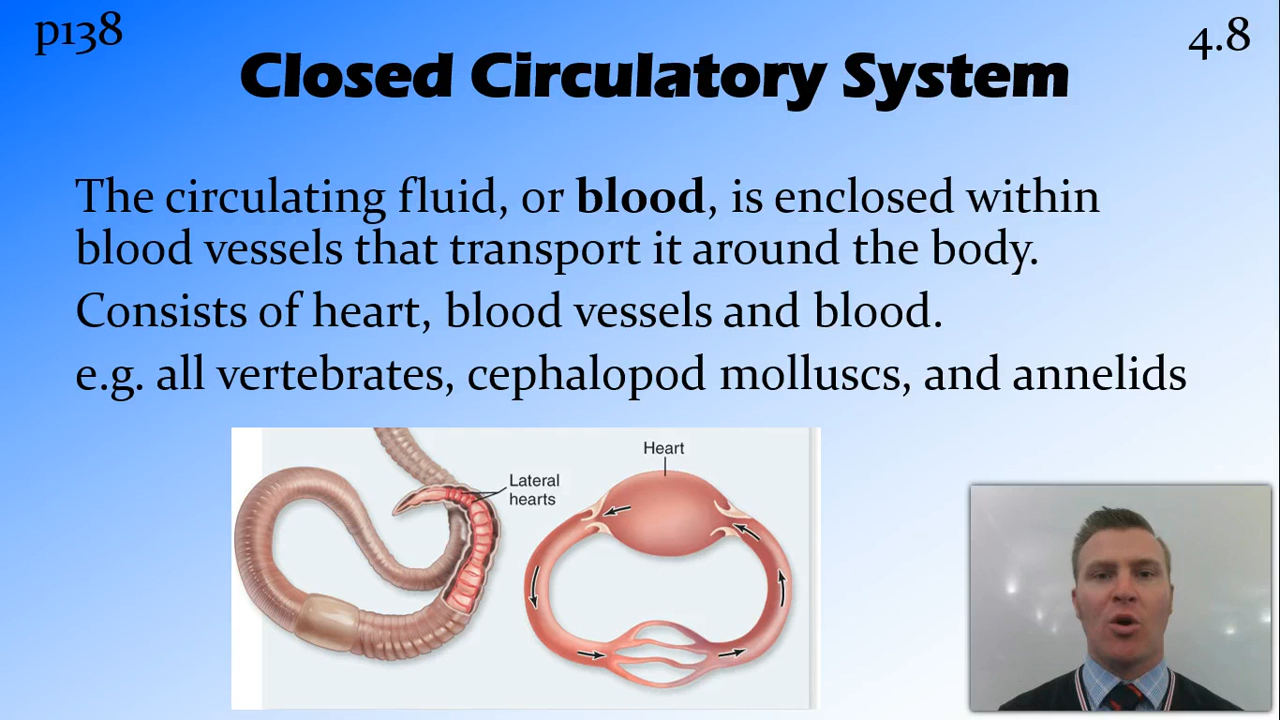 p138
4.8
Closed Circulatory System
The circulating fluid, or blood, is enclosed within
blood vessels that transport it around the body.
Consists of heart, blood vessels and blood.
e.g. all vertebrates, cephalopod molluscs, and annelids
Lateral
hearts
Heart